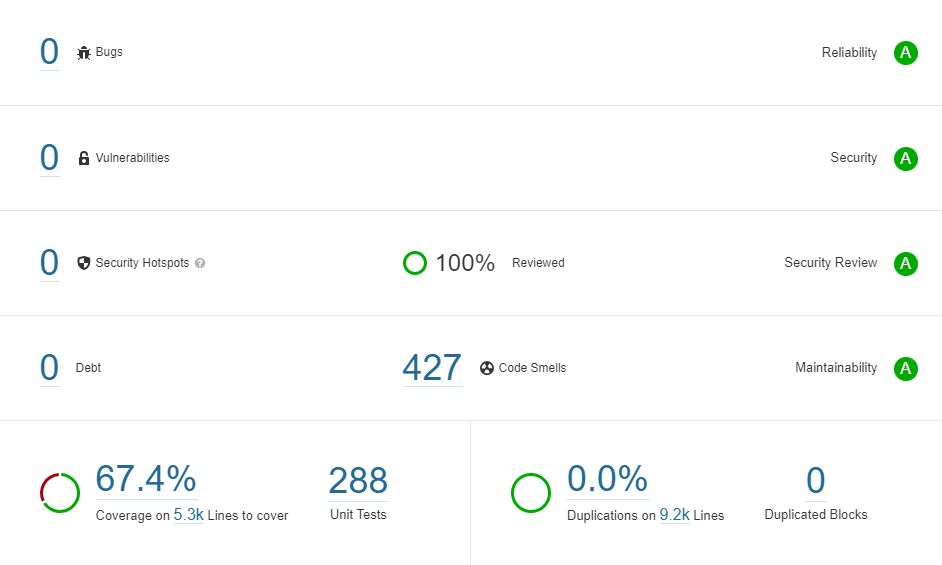 0 Bugs Reliability A
0 Vulnerabilities Security A
0 Security Hotspots ? 100% Reviewed Security Review A
0 Debt 427 Code Smells Maintainability A
67.4% 288 0.0% 0
Coverage on 5.3k Lines to cover Unit Tests Duplications on 9.2k Lines Duplicated Blocks